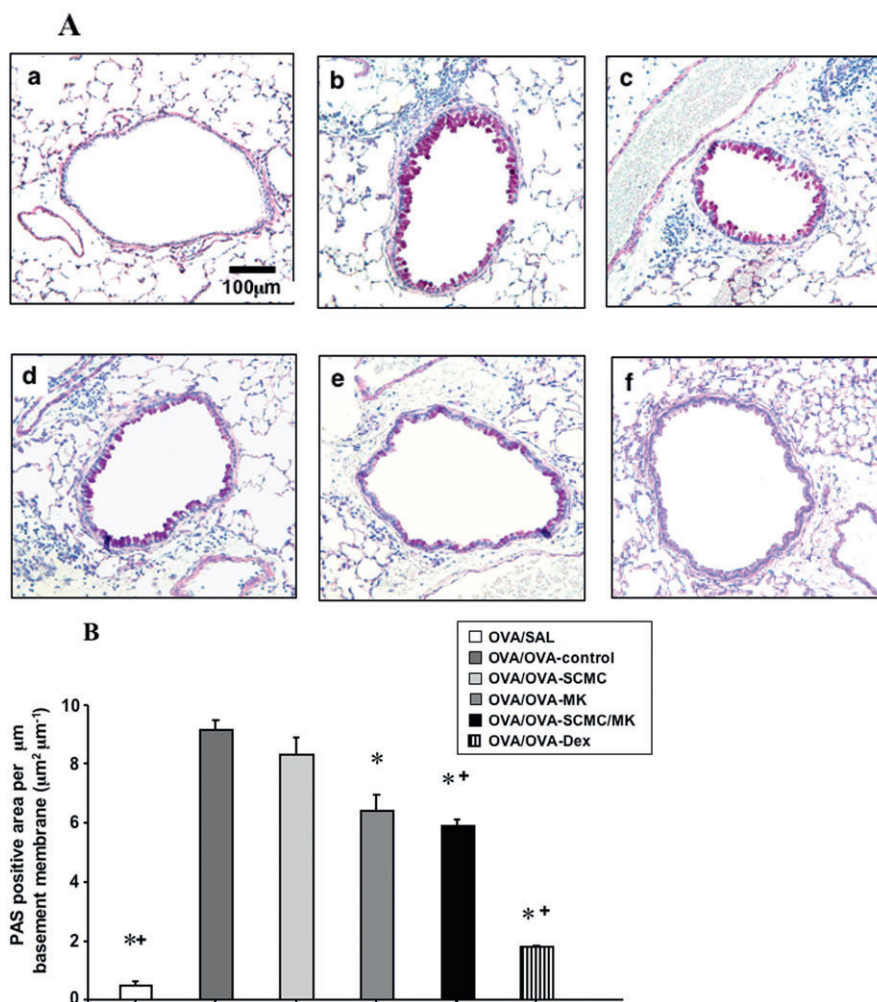 A
a
b
c
100µm
d
e
f
B
OVA/SAL
OVA/OVA-control
OVA/OVA-SCMC
OVA/OVA-MK
OVA/OVA-SCMC/MK
OVA/OVA-Dex
PAS positive area per µm
basement membrane (µm² µm⁻¹)
10
8
6
4
2
0
*+
*
*+
*+